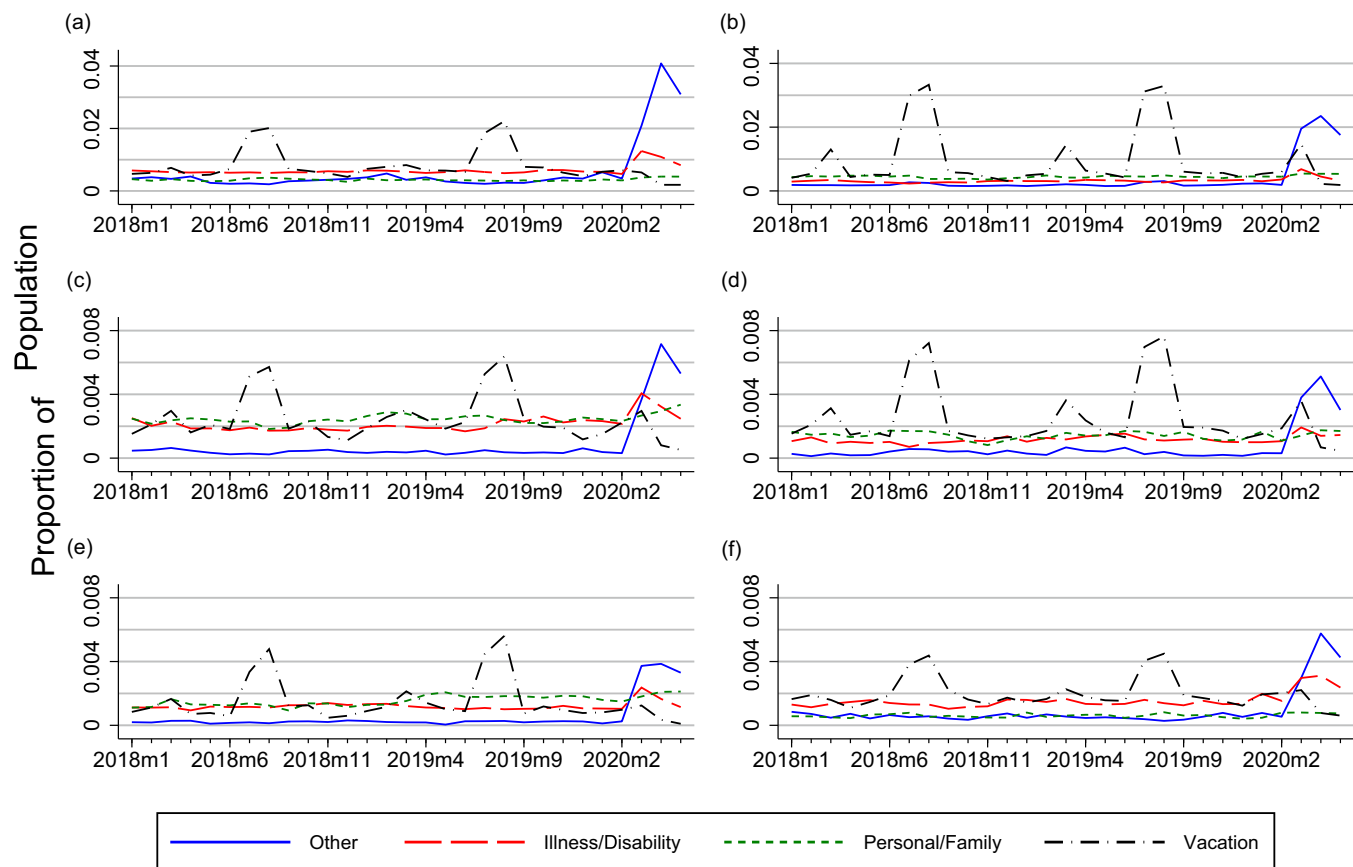 (a)
0.04
0.02
0
2018m1 2018m6 2018m11 2019m4 2019m9 2020m2
(b)
0.04
0.02
0
2018m1 2018m6 2018m11 2019m4 2019m9 2020m2
Proportion of Population
(c)
0.008
0.004
0
2018m1 2018m6 2018m11 2019m4 2019m9 2020m2
(d)
0.008
0.004
0
2018m1 2018m6 2018m11 2019m4 2019m9 2020m2
(e)
0.008
0.004
0
2018m1 2018m6 2018m11 2019m4 2019m9 2020m2
(f)
0.008
0.004
0
2018m1 2018m6 2018m11 2019m4 2019m9 2020m2
Other Illness/Disability Personal/Family Vacation